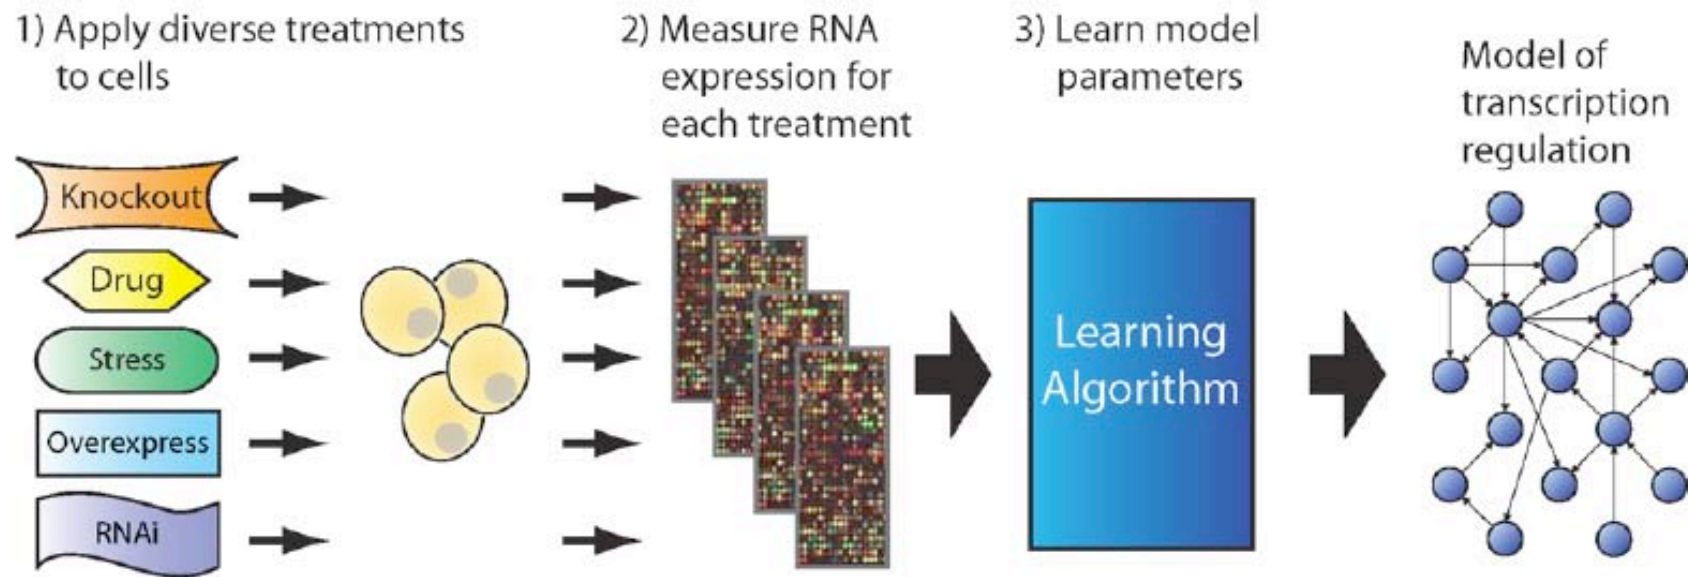 1) Apply diverse treatments
to cells
2) Measure RNA
expression for
each treatment
3) Learn model
parameters
Model of
transcription
regulation
Knockout
Drug
Stress
Overexpress
RNAi
Learning
Algorithm